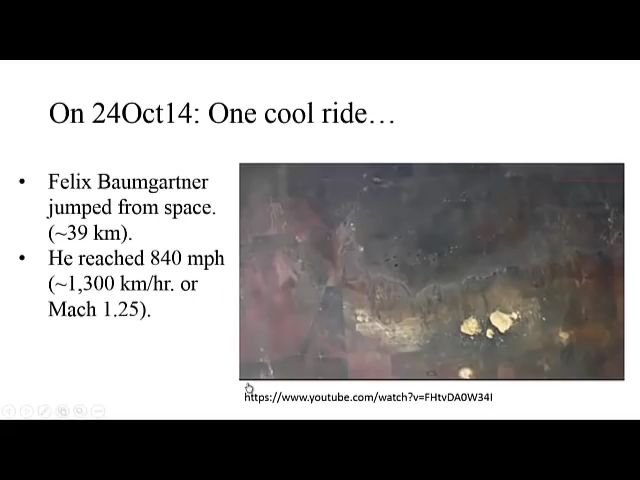 On 24Oct14: One cool ride…
• Felix Baumgartner
jumped from space.
(~39 km).
• He reached 840 mph
(~1,300 km/hr. or
Mach 1.25).
https://www.youtube.com/watch?v=FHtvDA0W34I